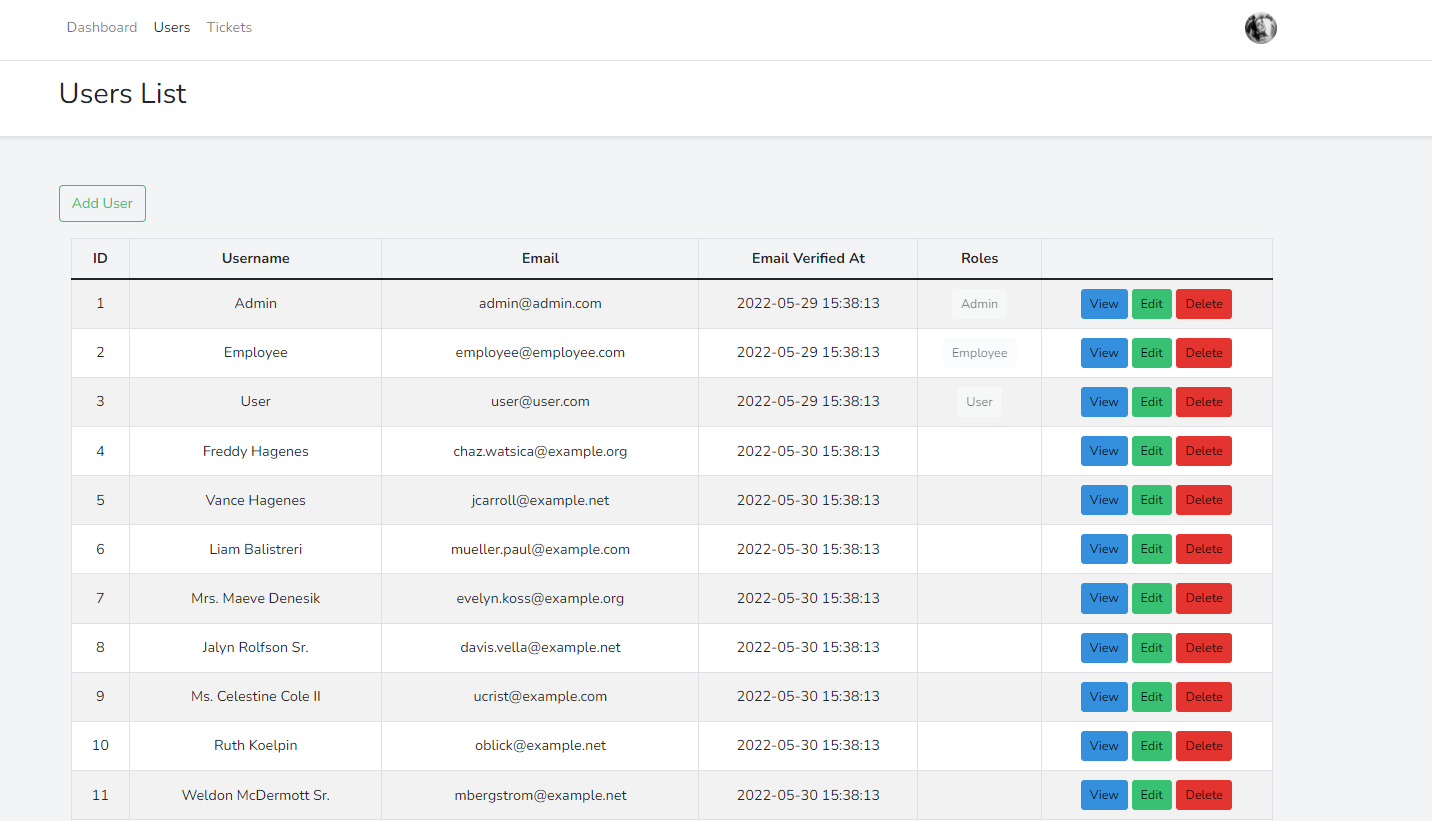 Dashboard Users Tickets
Users List
Add User
ID Username Email Email Verified At Roles
1 Admin admin@admin.com 2022-05-29 15:38:13 Admin View Edit Delete
2 Employee employee@employee.com 2022-05-29 15:38:13 Employee View Edit Delete
3 User user@user.com 2022-05-29 15:38:13 User View Edit Delete
4 Freddy Hagenes chaz.watsica@example.org 2022-05-30 15:38:13 View Edit Delete
5 Vance Hagenes jcarroll@example.net 2022-05-30 15:38:13 View Edit Delete
6 Liam Balistreri mueller.paul@example.com 2022-05-30 15:38:13 View Edit Delete
7 Mrs. Maeve Denesik evelyn.koss@example.org 2022-05-30 15:38:13 View Edit Delete
8 Jalyn Rolfson Sr. davis.vella@example.net 2022-05-30 15:38:13 View Edit Delete
9 Ms. Celestine Cole II ucrist@example.com 2022-05-30 15:38:13 View Edit Delete
10 Ruth Koelpin oblick@example.net 2022-05-30 15:38:13 View Edit Delete
11 Weldon McDermott Sr. mbergstrom@example.net 2022-05-30 15:38:13 View Edit Delete